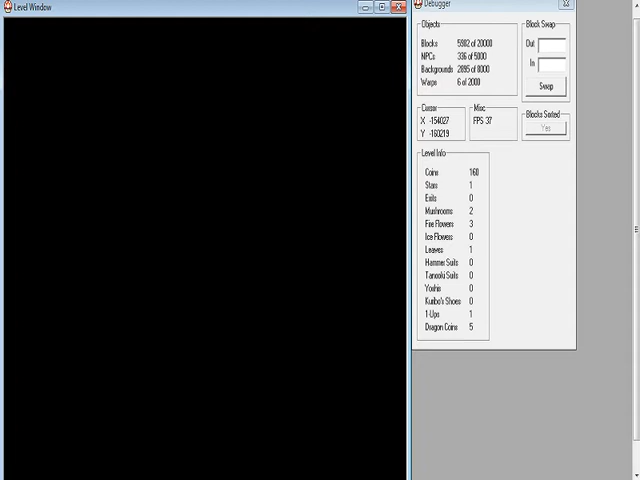 Level Window
Debugger
Objects
Blocks 5982 of 20000
NPCs 336 of 5000
Backgrounds 2895 of 8000
Warps 6 of 2000
Block Swap
Out
In
Swap
Cursor
X -154027
Y -160219
Misc
FPS 37
Blocks Sorted
Yes
Level Info
Coins 160
Stars 1
Exits 0
Mushrooms 2
Fire Flowers 3
Ice Flowers 0
Leaves 1
Hammer Suits 0
Tanooki Suits 0
Yoshis 0
Kuribo's Shoes 0
1-Ups 1
Dragon Coins 5